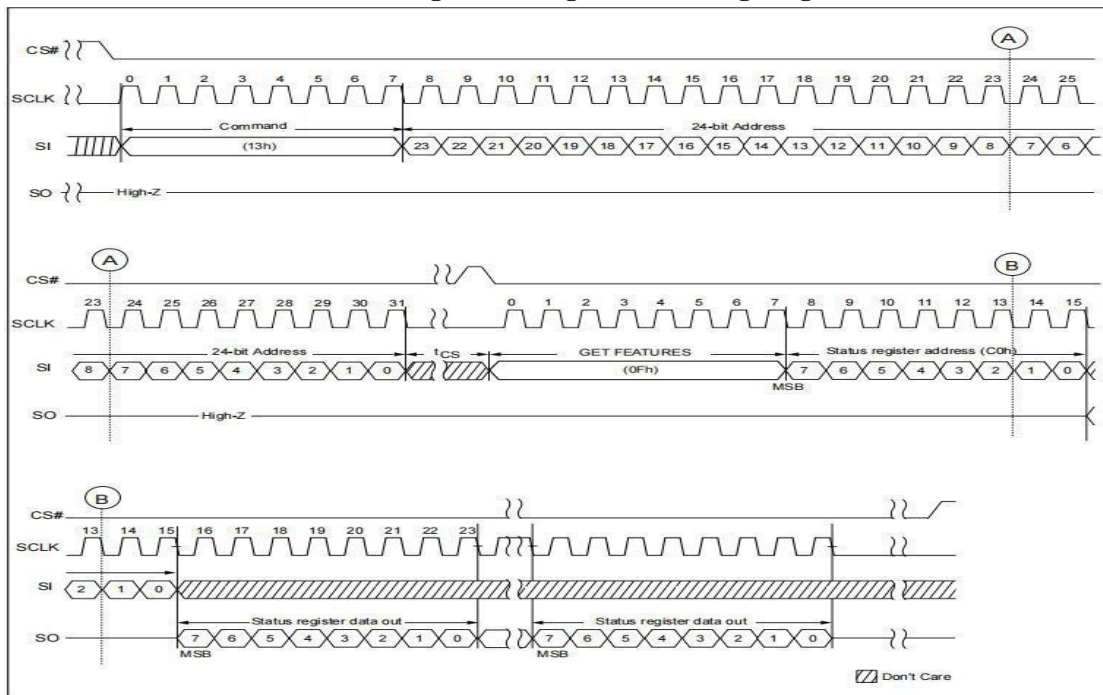 A
CS#
0 1 2 3 4 5 6 7 8 9 10 11 12 13 14 15 16 17 18 19 20 21 22 23 24 25
SCLK
Command 24-bit Address
SI (13h) 23 22 21 20 19 18 17 16 15 14 13 12 11 10 9 8 7 6
SO High-Z
A B
CS#
23 24 25 26 27 28 29 30 31 0 1 2 3 4 5 6 7 8 9 10 11 12 13 14 15
SCLK
24-bit Address tCS GET FEATURES Status register address (C0h)
SI 8 7 6 5 4 3 2 1 0 (0Fh) 7 6 5 4 3 2 1 0
MSB
SO High-Z
B
CS#
13 14 15 16 17 18 19 20 21 22 23
SCLK
SI 2 1 0
Status register data out Status register data out
SO 7 6 5 4 3 2 1 0 7 6 5 4 3 2 1 0
MSB MSB
Don't Care